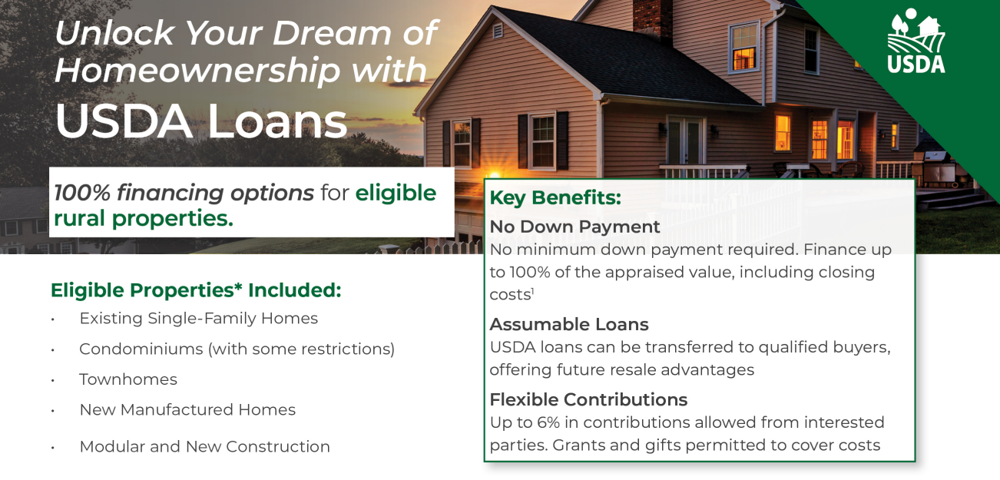 Unlock Your Dream of
Homeownership with
USDA Loans
USDA
100% financing options for eligible
rural properties.
Eligible Properties* Included:
• Existing Single-Family Homes
• Condominiums (with some restrictions)
• Townhomes
• New Manufactured Homes
• Modular and New Construction
Key Benefits:
No Down Payment
No minimum down payment required. Finance up
to 100% of the appraised value, including closing
costs¹
Assumable Loans
USDA loans can be transferred to qualified buyers,
offering future resale advantages
Flexible Contributions
Up to 6% in contributions allowed from interested
parties. Grants and gifts permitted to cover costs